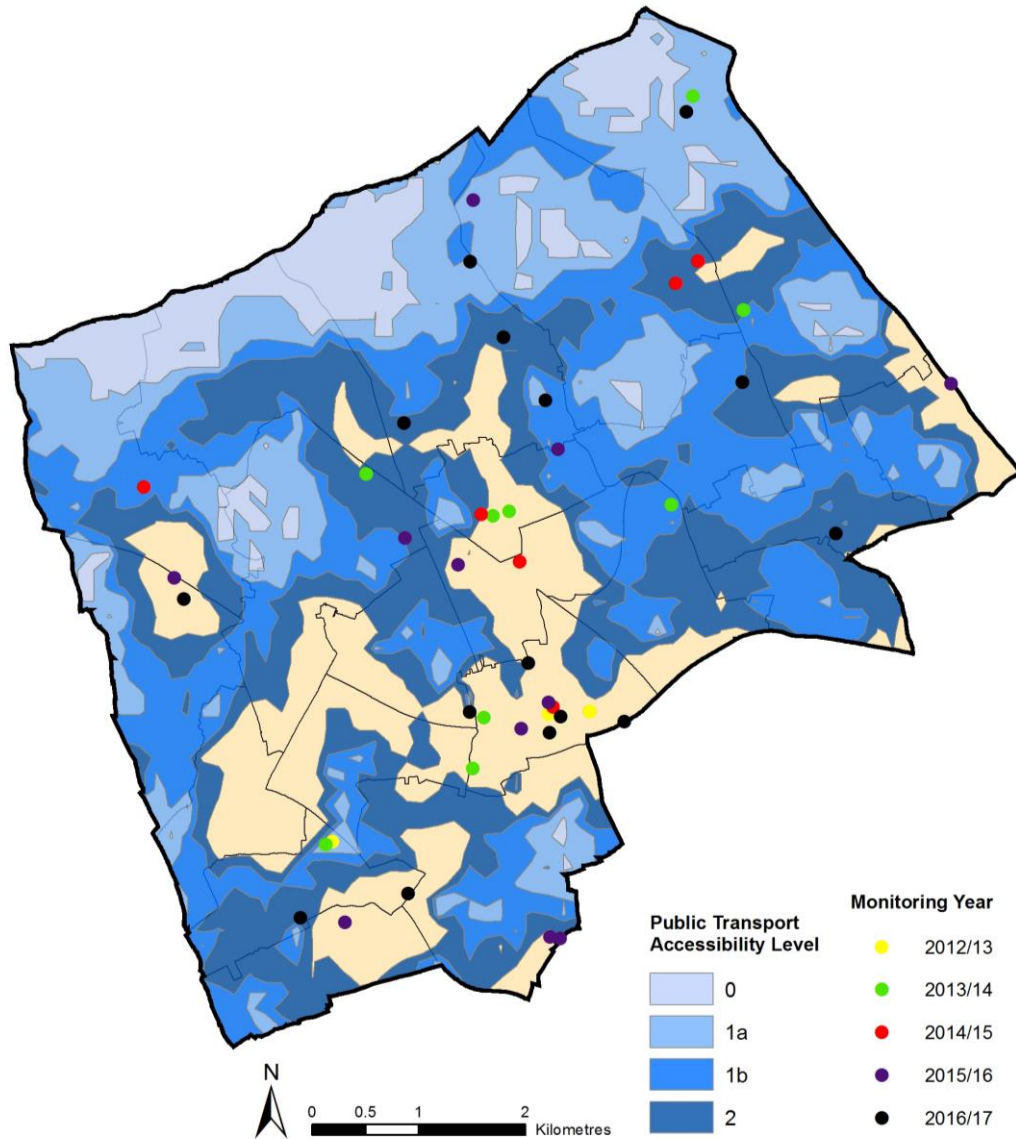 Public Transport
Accessibility Level
0
1a
1b
2
Monitoring Year
2012/13
2013/14
2014/15
2015/16
2016/17
N
0 0.5 1 2
Kilometres